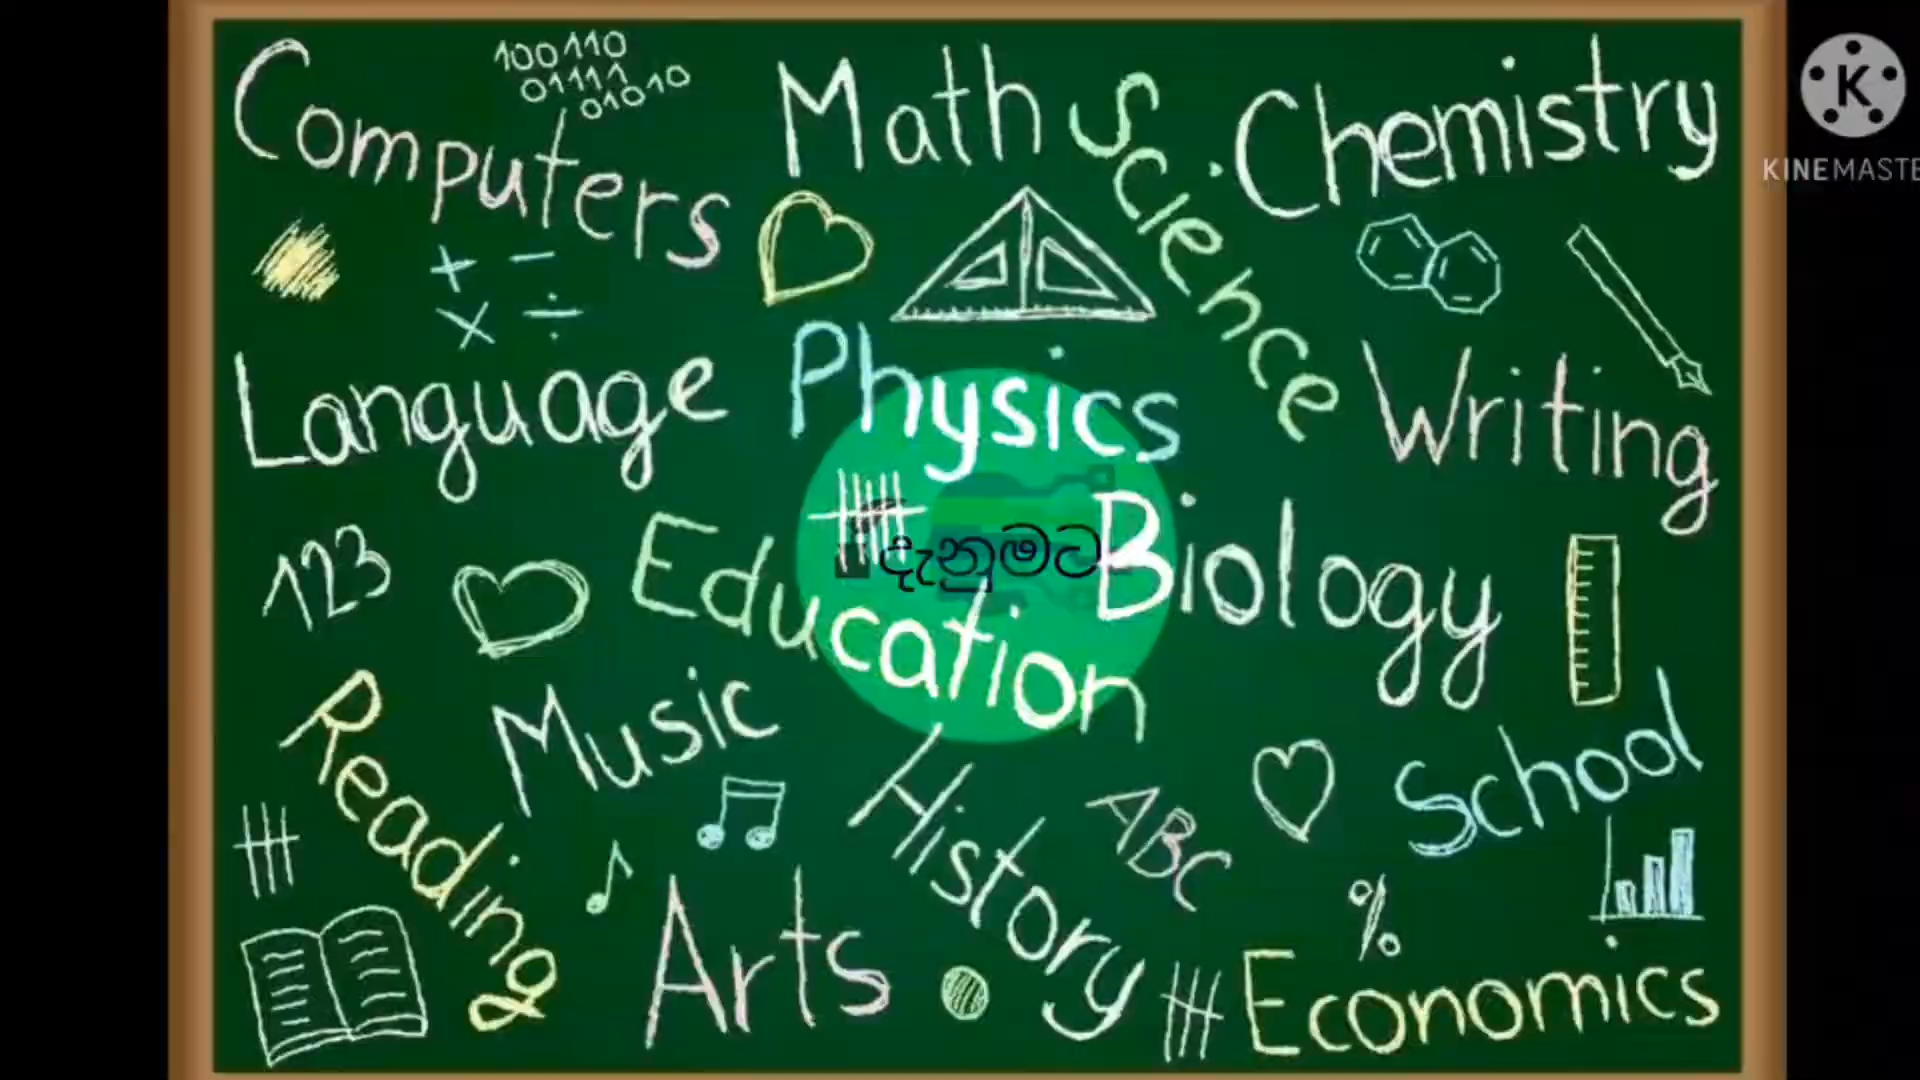 Computers
100110
01111
01010
Math
Science
Chemistry
K
KINEMASTE
+ -
× ÷
Language
Physics
Writing
දැනුමට
123
Education
Biology
Reading
Music
History
ABC
School
Arts
%
Economics